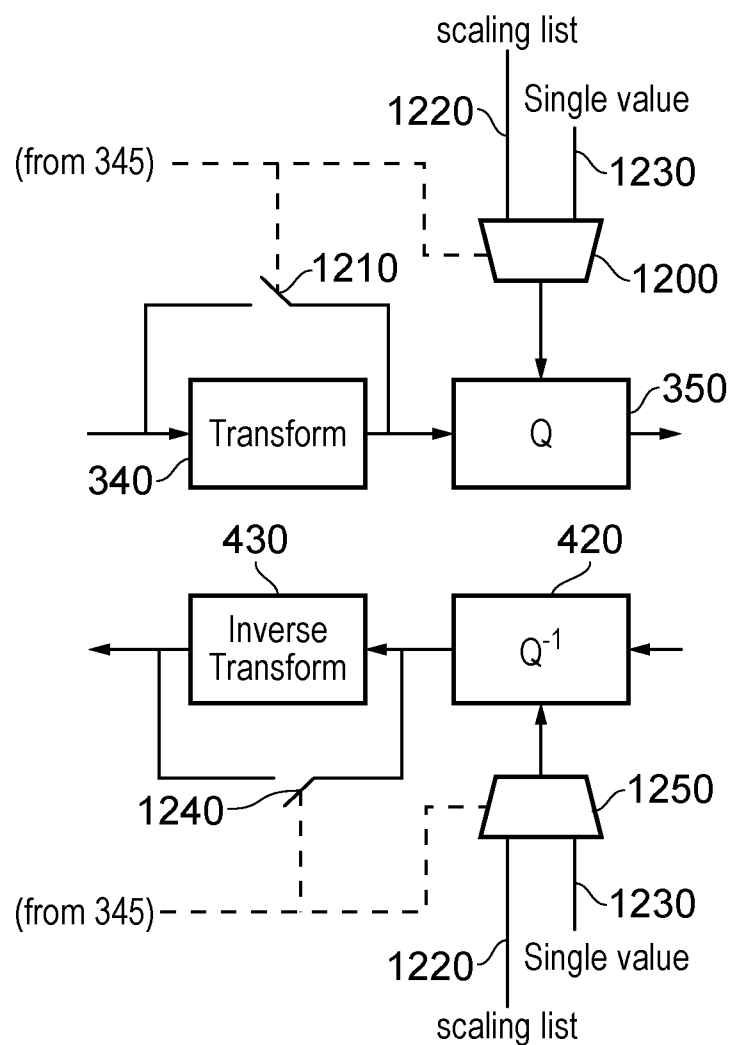 scaling list
1220
Single value
1230
(from 345)
1210
1200
350
Transform
Q
340
430
420
Inverse
Transform
Q-1
1240
1250
(from 345)
1230
1220
Single value
scaling list